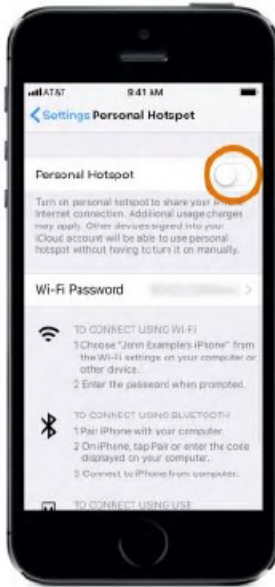 AT&T 9:41 AM
Settings Personal Hotspot
Personal Hotspot
Turn on personal hotspot to share your iPhone
Internet connection. Additional usage charges
may apply. Other devices signed into your
iCloud account will be able to use personal
hotspot without having to turn it on manually.
Wi-Fi Password
TO CONNECT USING WI-FI
1 Choose "John Example's iPhone" from
the Wi-Fi settings on your computer or
other device.
2 Enter the password when prompted.
TO CONNECT USING BLUETOOTH
1 Pair iPhone with your computer.
2 On iPhone, tap Pair or enter the code
displayed on your computer.
3 Connect to iPhone from computer.
TO CONNECT USING USB